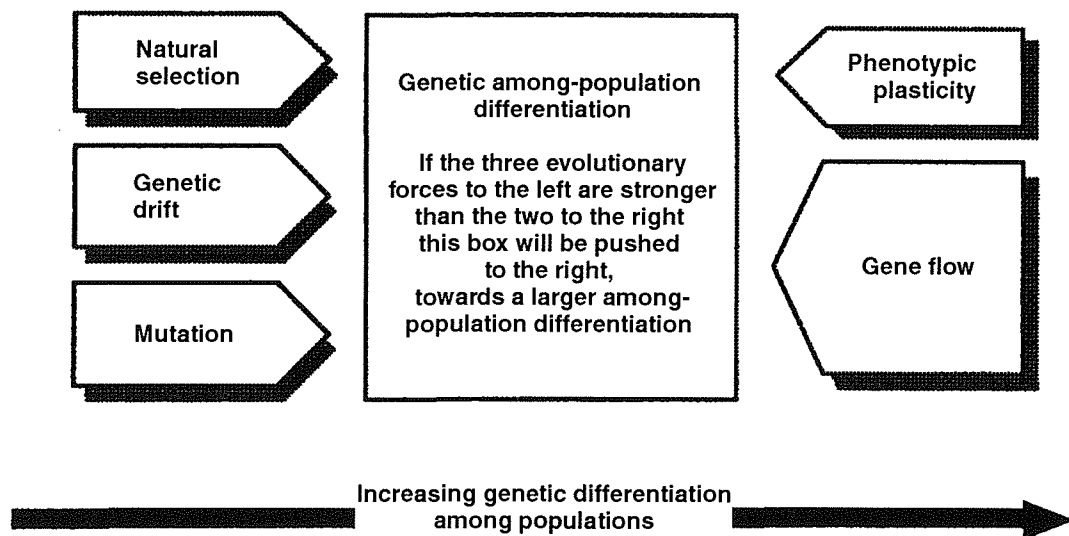 Natural
selection
Genetic
drift
Mutation
Genetic among-population
differentiation
If the three evolutionary
forces to the left are stronger
than the two to the right
this box will be pushed
to the right,
towards a larger among-
population differentiation
Phenotypic
plasticity
Gene flow
Increasing genetic differentiation
among populations